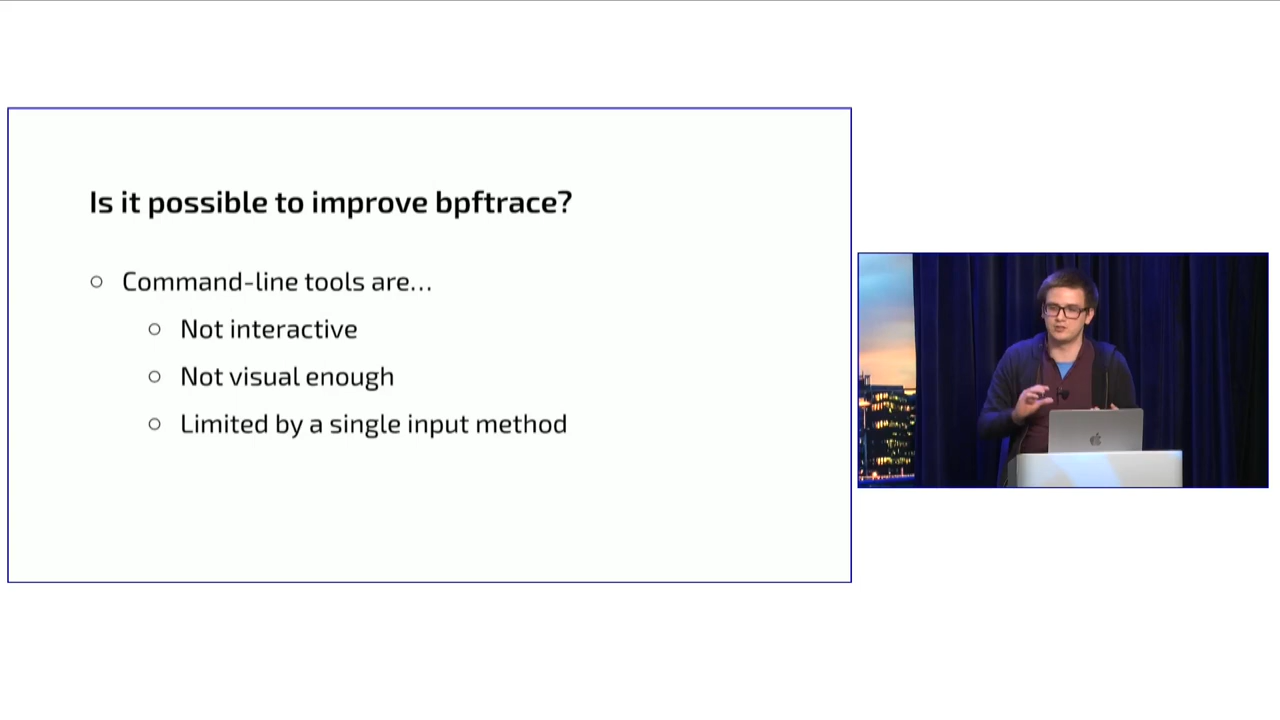 Is it possible to improve bpftrace?
○ Command-line tools are...
○ Not interactive
○ Not visual enough
○ Limited by a single input method